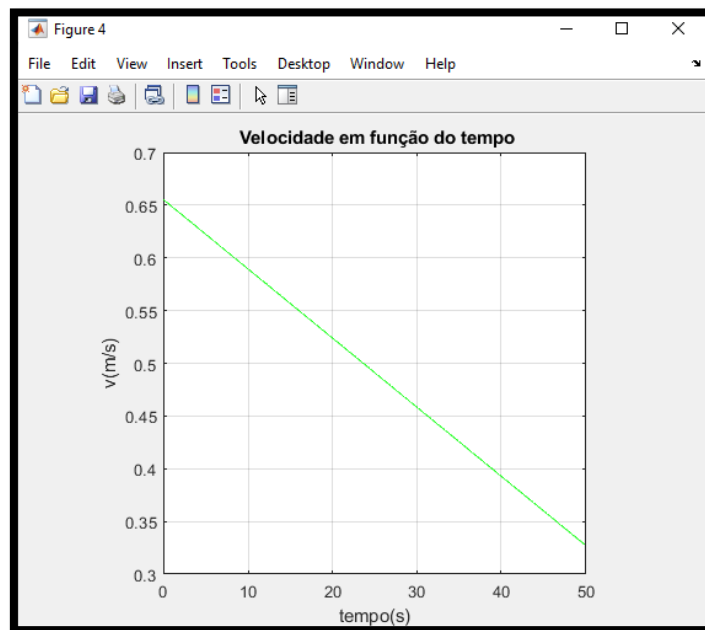 Figure 4
File Edit View Insert Tools Desktop Window Help
Velocidade em função do tempo
0.7
0.65
0.6
0.55
0.5
0.45
0.4
0.35
0.3
v(m/s)
0 10 20 30 40 50
tempo(s)